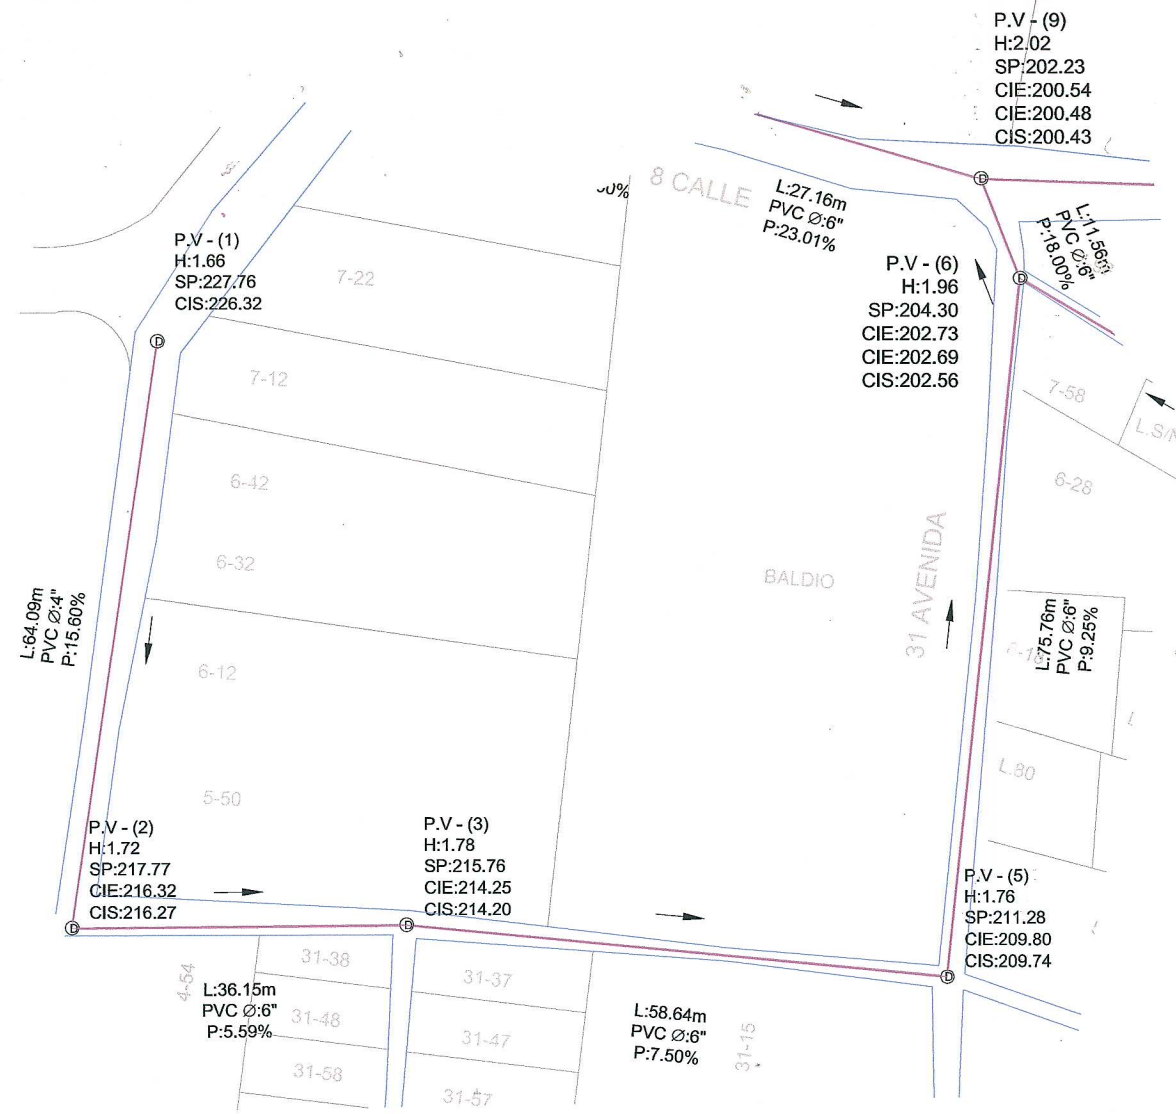 P.V - (9)
H:2.02
SP:202.23
CIE:200.54
CIE:200.48
CIS:200.43
8 CALLE
L:27.16m
PVC Ø:6"
P:23.01%
L:11.56m
PVC Ø:6"
P:18.00%
P.V - (1)
H:1.66
SP:227.76
CIS:226.32
7-22
P.V - (6)
H:1.96
SP:204.30
CIE:202.73
CIE:202.69
CIS:202.56
7-12
7-58
L.S/N
6-42
6-28
6-32
BALDIO
31 AVENIDA
L:64.09m
PVC Ø:4"
P:15.60%
L:75.76m
PVC Ø:6"
P:9.25%
6-12
L.80
5-50
P.V - (2)
H:1.72
SP:217.77
CIE:216.32
CIS:216.27
P.V - (3)
H:1.78
SP:215.76
CIE:214.25
CIS:214.20
P.V - (5)
H:1.76
SP:211.28
CIE:209.80
CIS:209.74
4-54
31-38
31-37
L:36.15m
PVC Ø:6"
P:5.59%
31-48
31-47
L:58.64m
PVC Ø:6"
P:7.50%
31-15
31-58
31-57